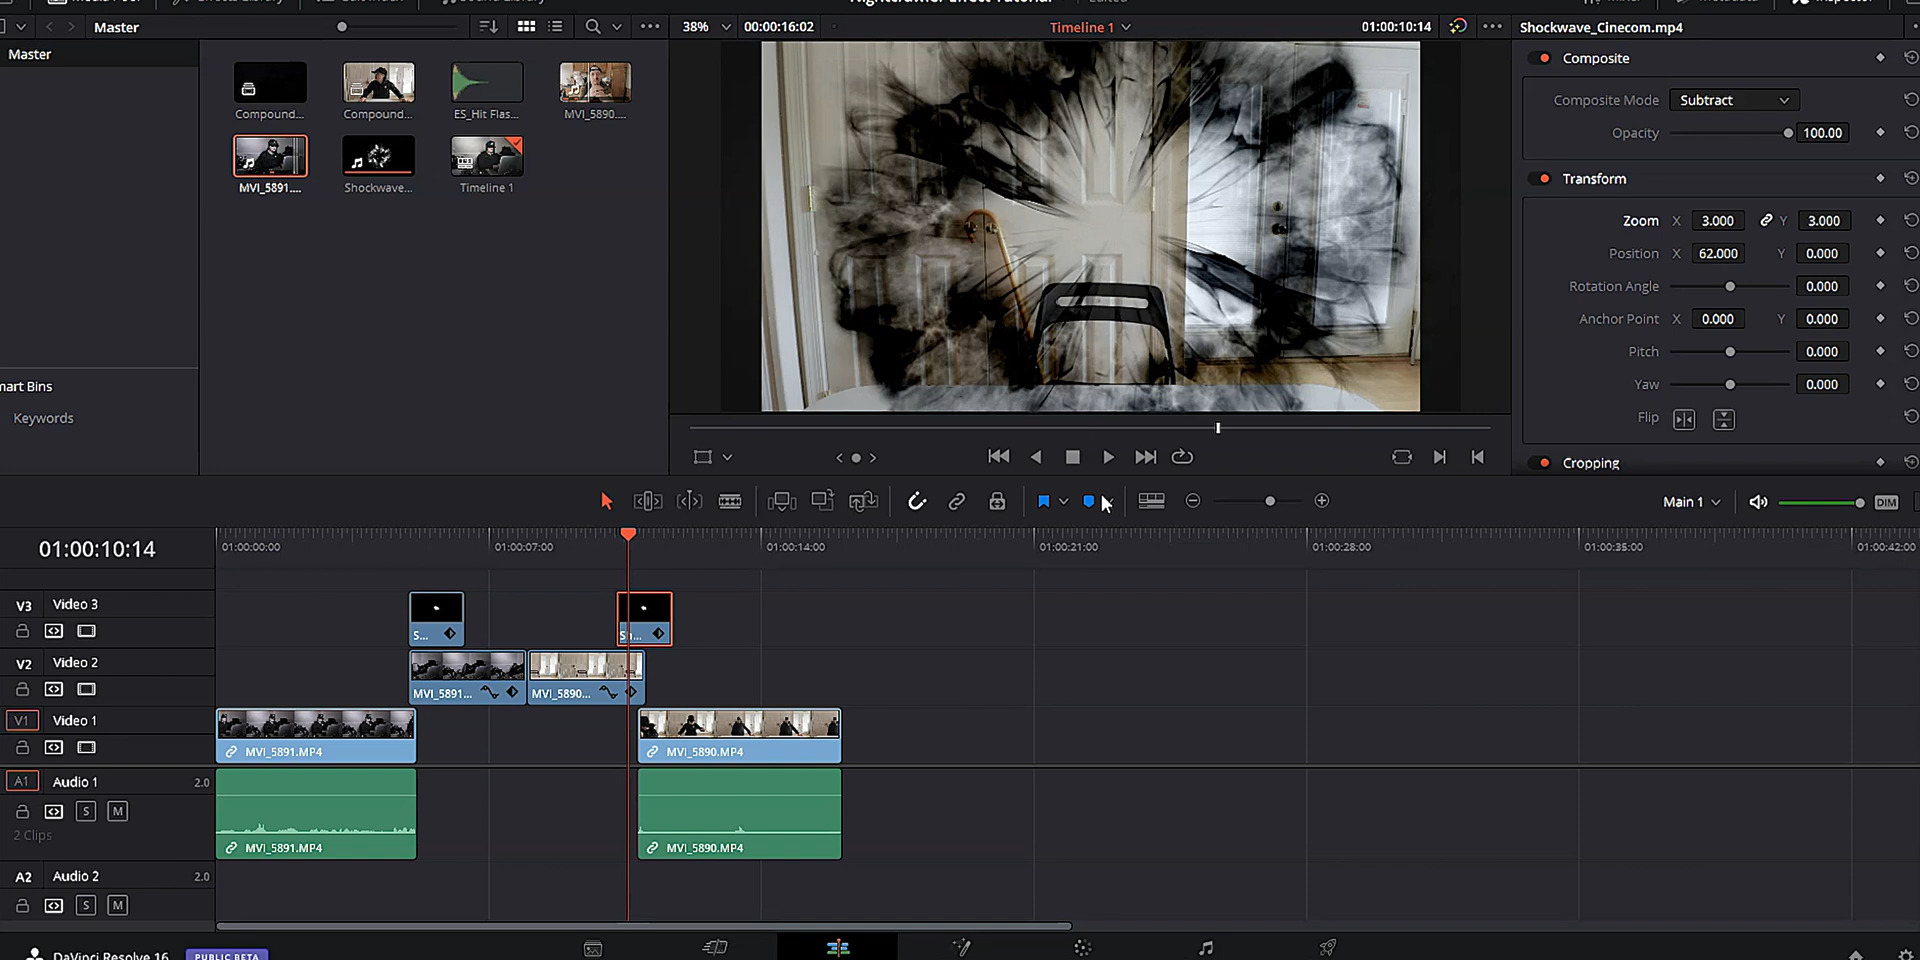 Master
38%
00:00:16:02
Timeline 1
01:00:10:14
Shockwave_Cinecom.mp4
Master
Compound...
Compound...
ES_Hit Flas...
MVI_5890....
MVI_5891....
Shockwave...
Timeline 1
mart Bins
Keywords
Composite
Composite Mode Subtract
Opacity 100.00
Transform
Zoom X 3.000 Y 3.000
Position X 62.000 Y 0.000
Rotation Angle 0.000
Anchor Point X 0.000 Y 0.000
Pitch 0.000
Yaw 0.000
Flip
Cropping
Main 1
DIM
01:00:10:14
01:00:00:00
01:00:07:00
01:00:14:00
01:00:21:00
01:00:28:00
01:00:35:00
01:00:42:00
V3 Video 3
S...
V2 Video 2
MVI_5891...
MVI_5890...
V1 Video 1
MVI_5891.MP4
MVI_5890.MP4
A1 Audio 1 2.0
S M
2 Clips
MVI_5891.MP4
MVI_5890.MP4
A2 Audio 2 2.0
S M
DaVinci Resolve 16
PUBLIC BETA